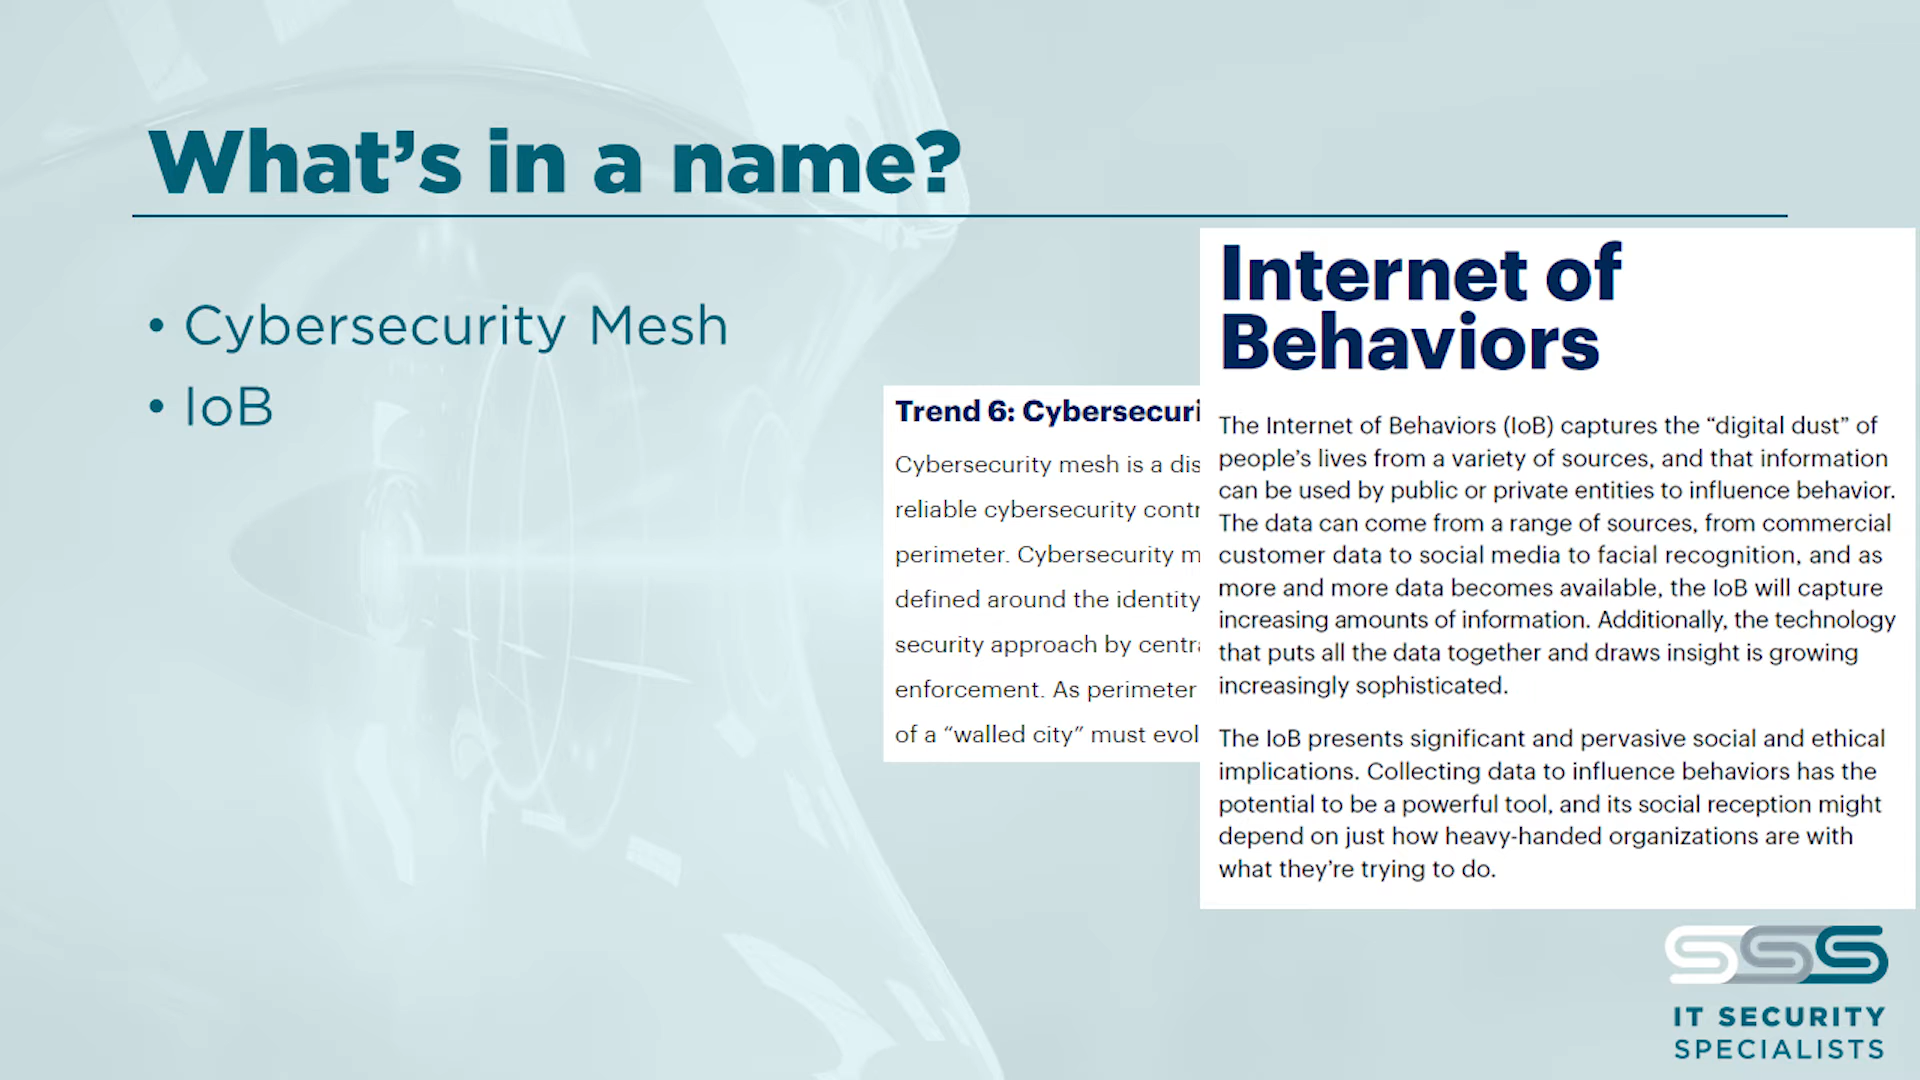 What’s in a name?
• Cybersecurity Mesh
• IoB
Trend 6: Cybersecuri
Cybersecurity mesh is a dis
reliable cybersecurity contr
perimeter. Cybersecurity m
defined around the identity
security approach by centra
enforcement. As perimeter
of a “walled city” must evol
Internet of
Behaviors
The Internet of Behaviors (IoB) captures the “digital dust” of
people’s lives from a variety of sources, and that information
can be used by public or private entities to influence behavior.
The data can come from a range of sources, from commercial
customer data to social media to facial recognition, and as
more and more data becomes available, the IoB will capture
increasing amounts of information. Additionally, the technology
that puts all the data together and draws insight is growing
increasingly sophisticated.
The IoB presents significant and pervasive social and ethical
implications. Collecting data to influence behaviors has the
potential to be a powerful tool, and its social reception might
depend on just how heavy-handed organizations are with
what they’re trying to do.
SSS
IT SECURITY
SPECIALISTS